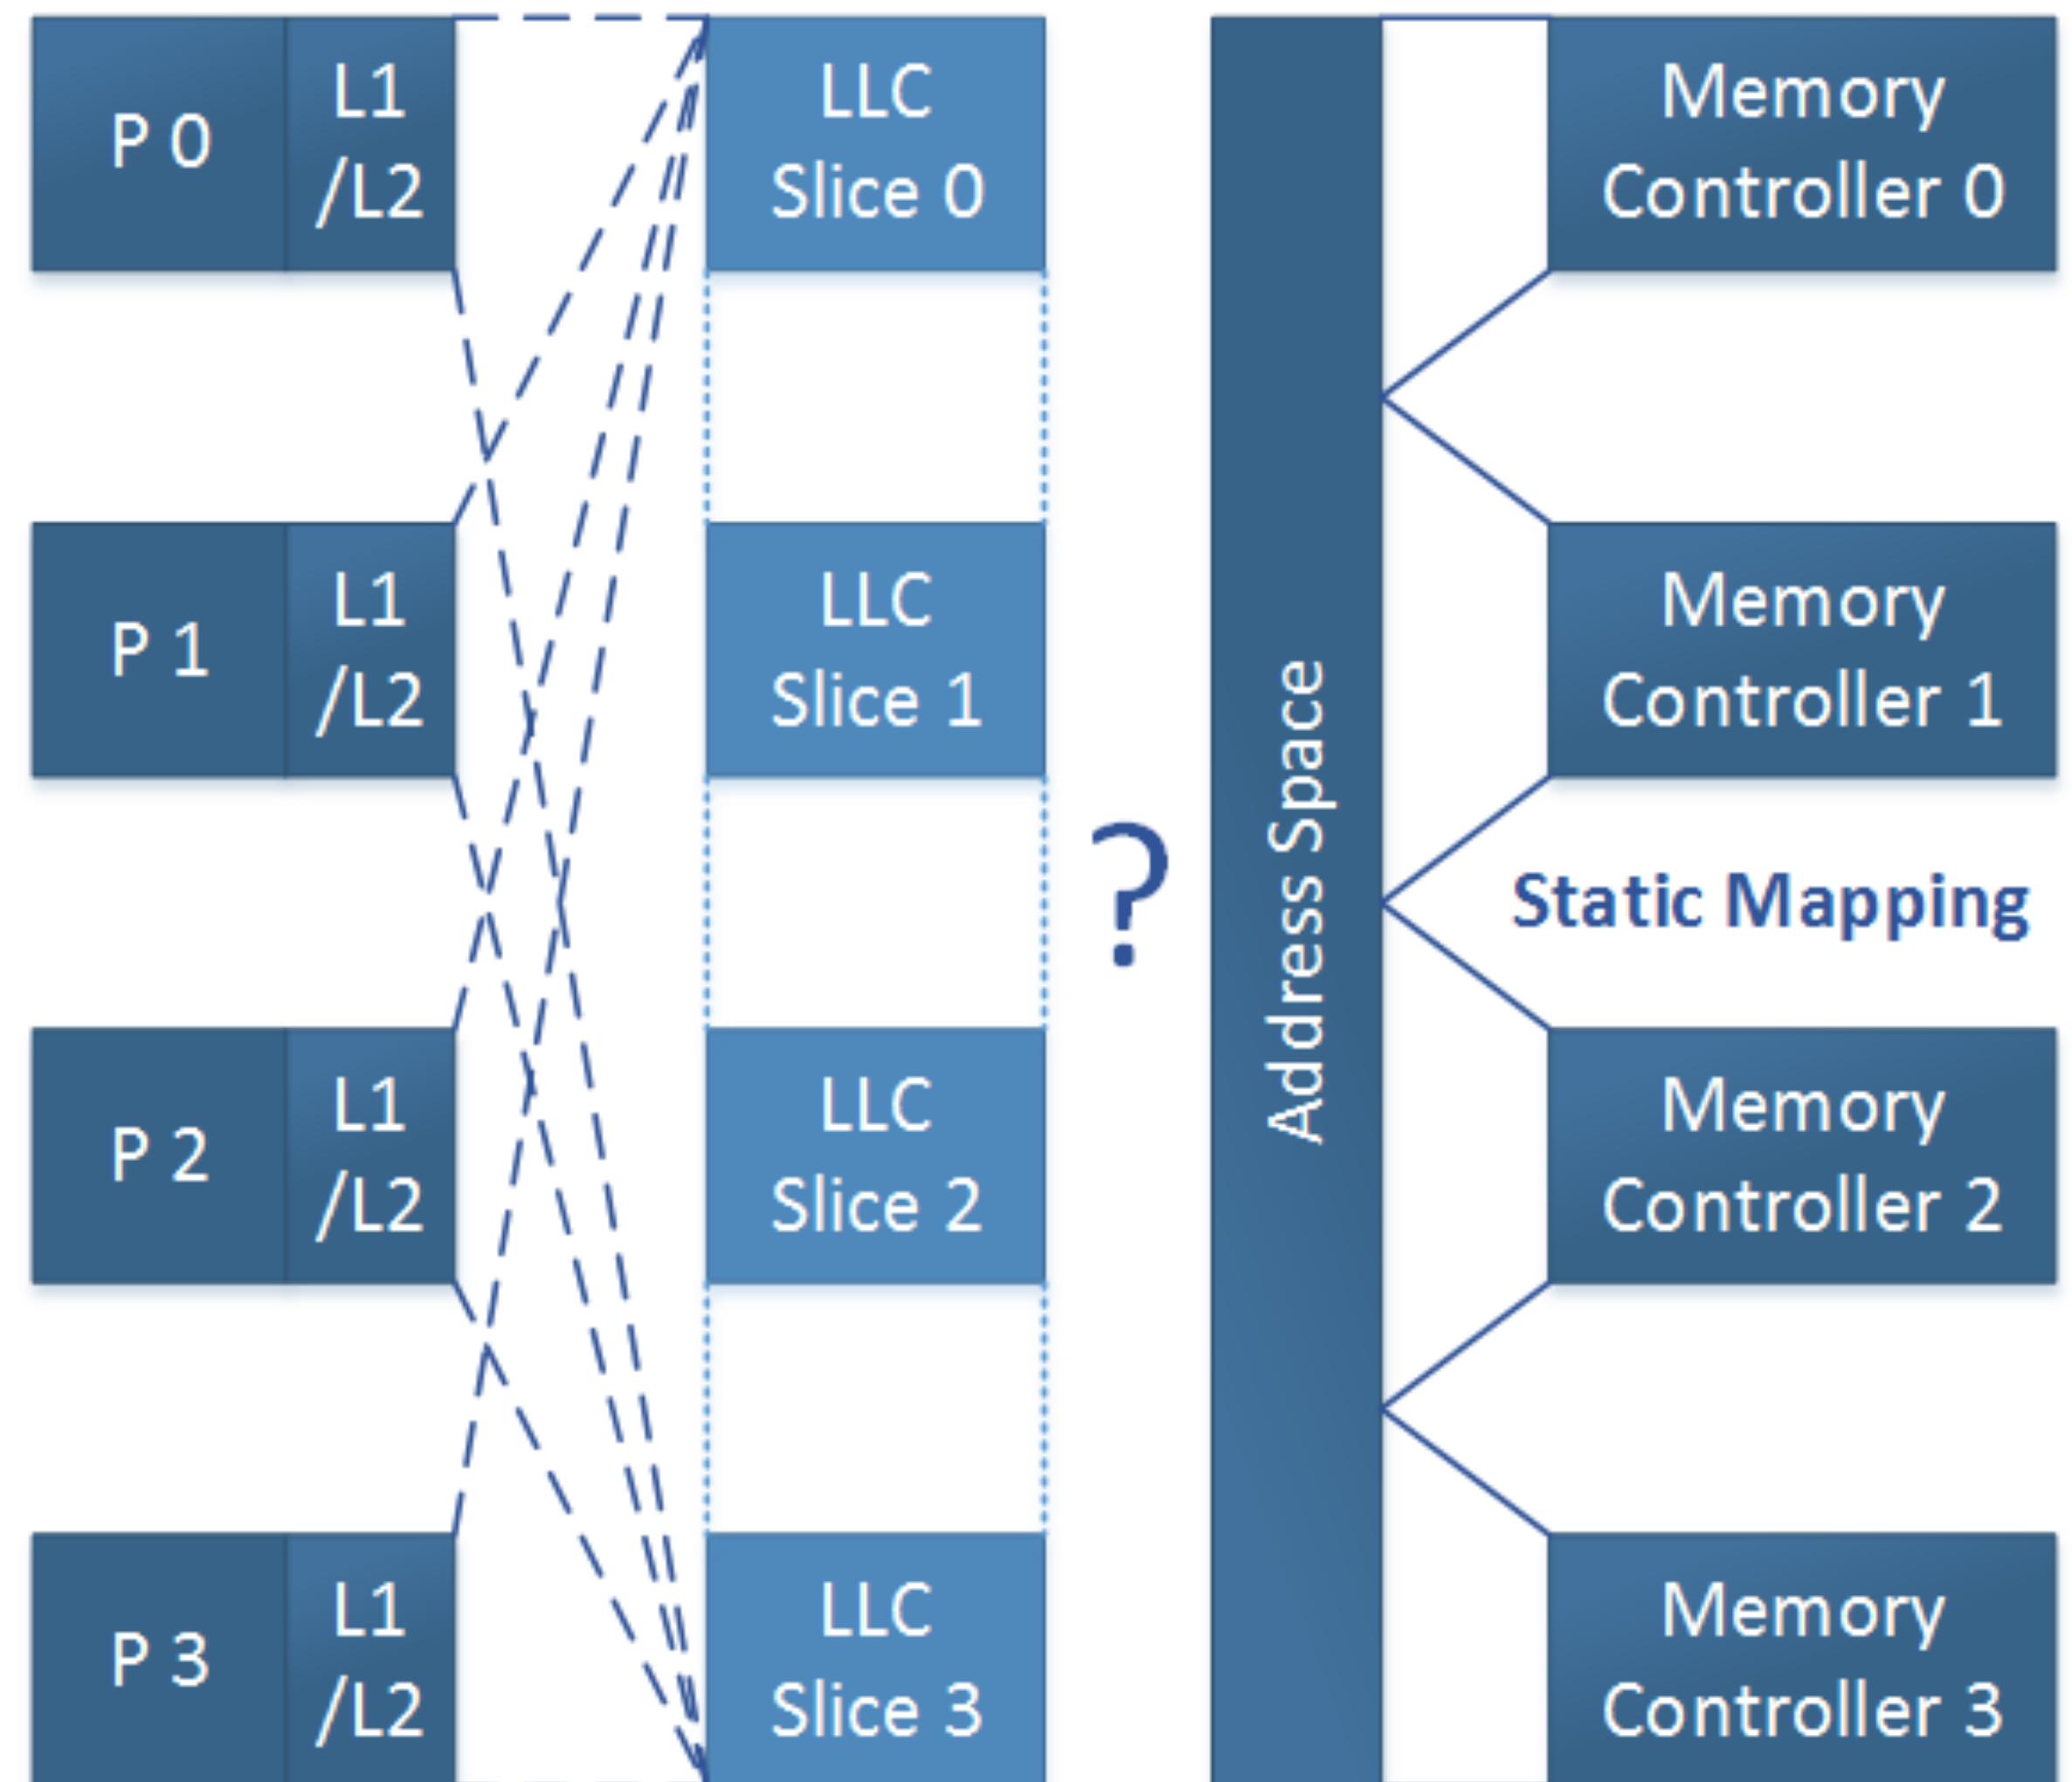 P 0
L1
/L2
LLC
Slice 0
Memory
Controller 0
P 1
L1
/L2
LLC
Slice 1
Memory
Controller 1
?
Address Space
Static Mapping
P 2
L1
/L2
LLC
Slice 2
Memory
Controller 2
P 3
L1
/L2
LLC
Slice 3
Memory
Controller 3